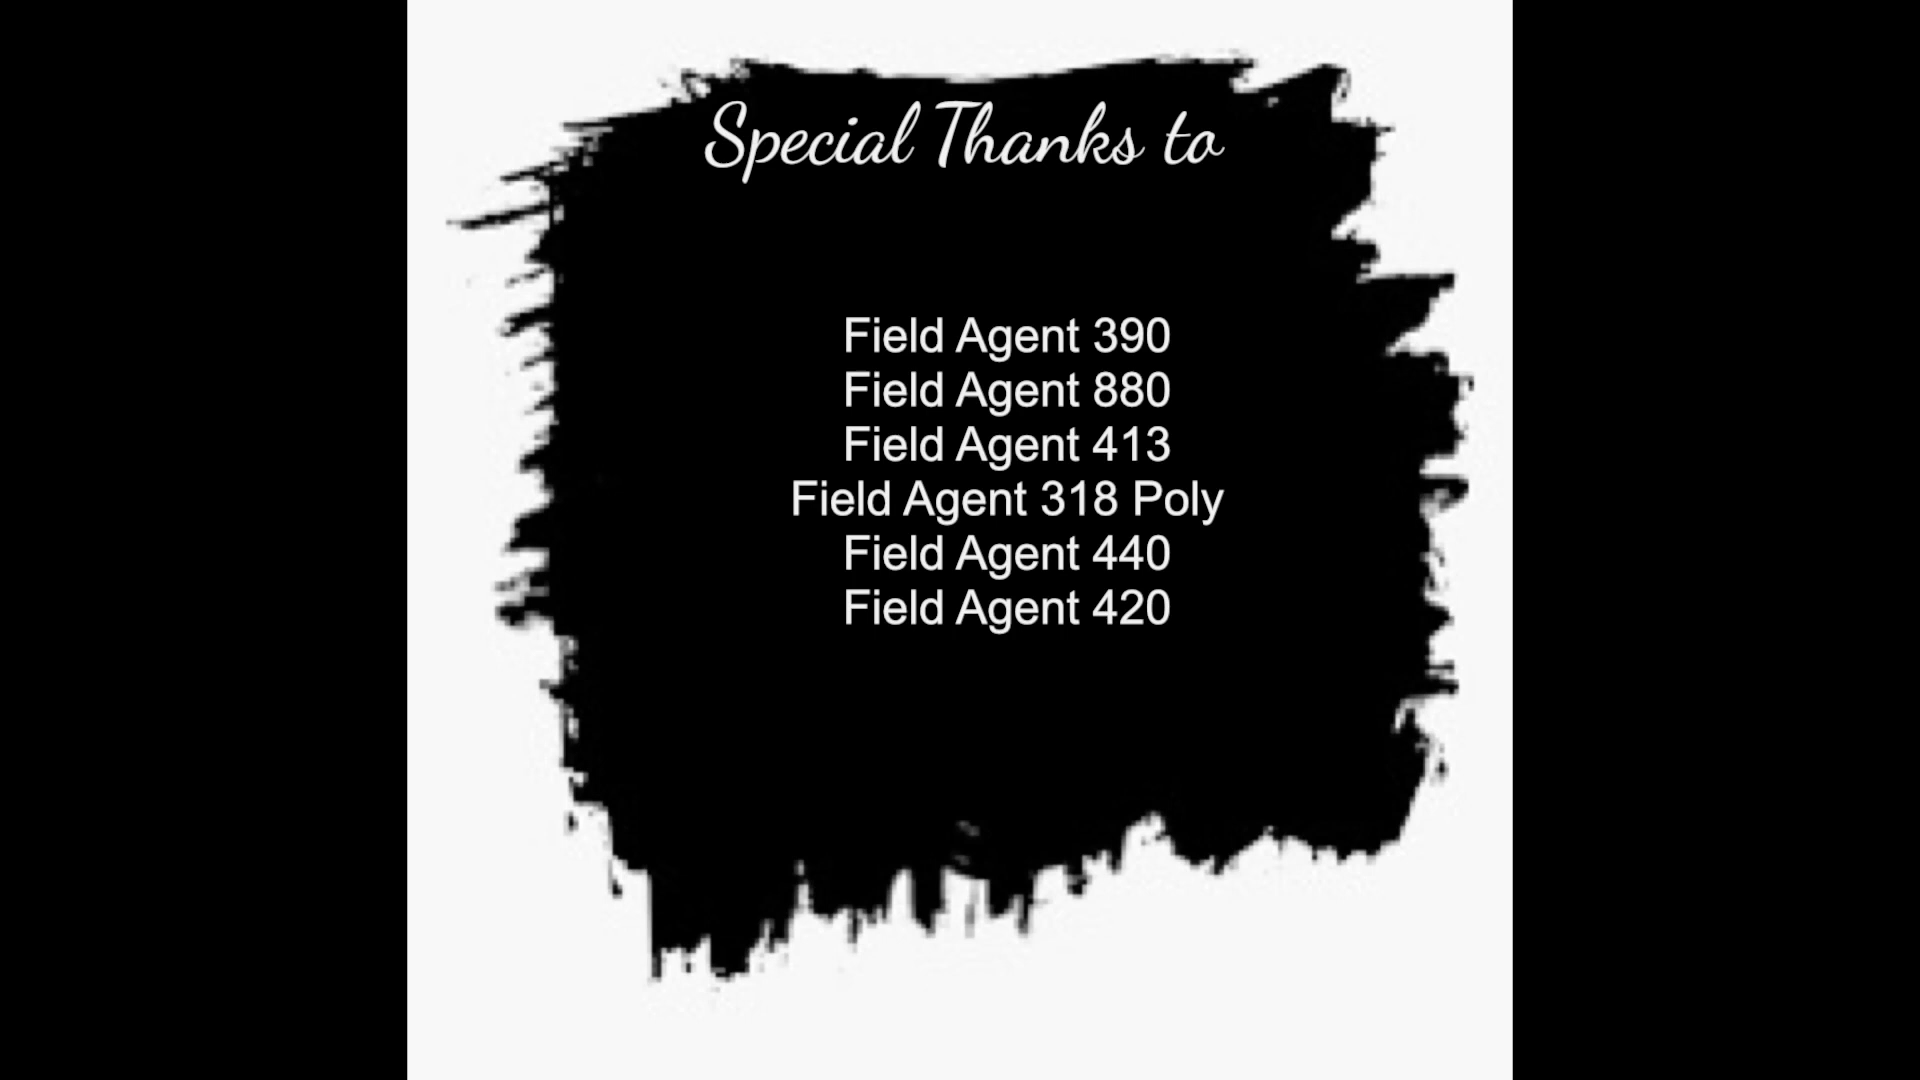 Special Thanks to
Field Agent 390
Field Agent 880
Field Agent 413
Field Agent 318 Poly
Field Agent 440
Field Agent 420